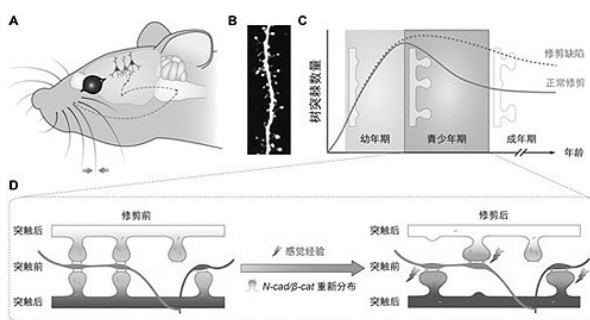 A
B
C
树突棘数量
修剪缺陷
正常修剪
幼年期
青少年期
成年期
年龄
D
修剪前
修剪后
突触后
突触前
突触后
感觉经验
N-cad/β-cat 重新分布
突触后
突触前
突触后